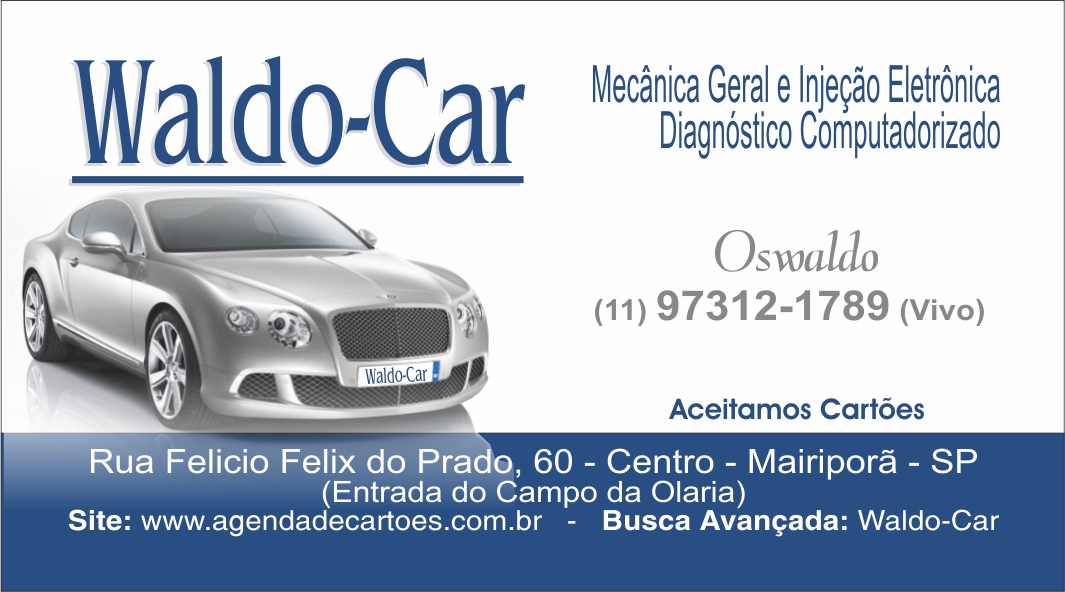 Waldo-Car
Mecânica Geral e Injeção Eletrônica
Diagnóstico Computadorizado
Oswaldo
(11) 97312-1789 (Vivo)
Waldo-Car
Aceitamos Cartões
Rua Felicio Felix do Prado, 60 - Centro - Mairiporã - SP
(Entrada do Campo da Olaria)
Site: www.agendadecartoes.com.br - Busca Avançada: Waldo-Car